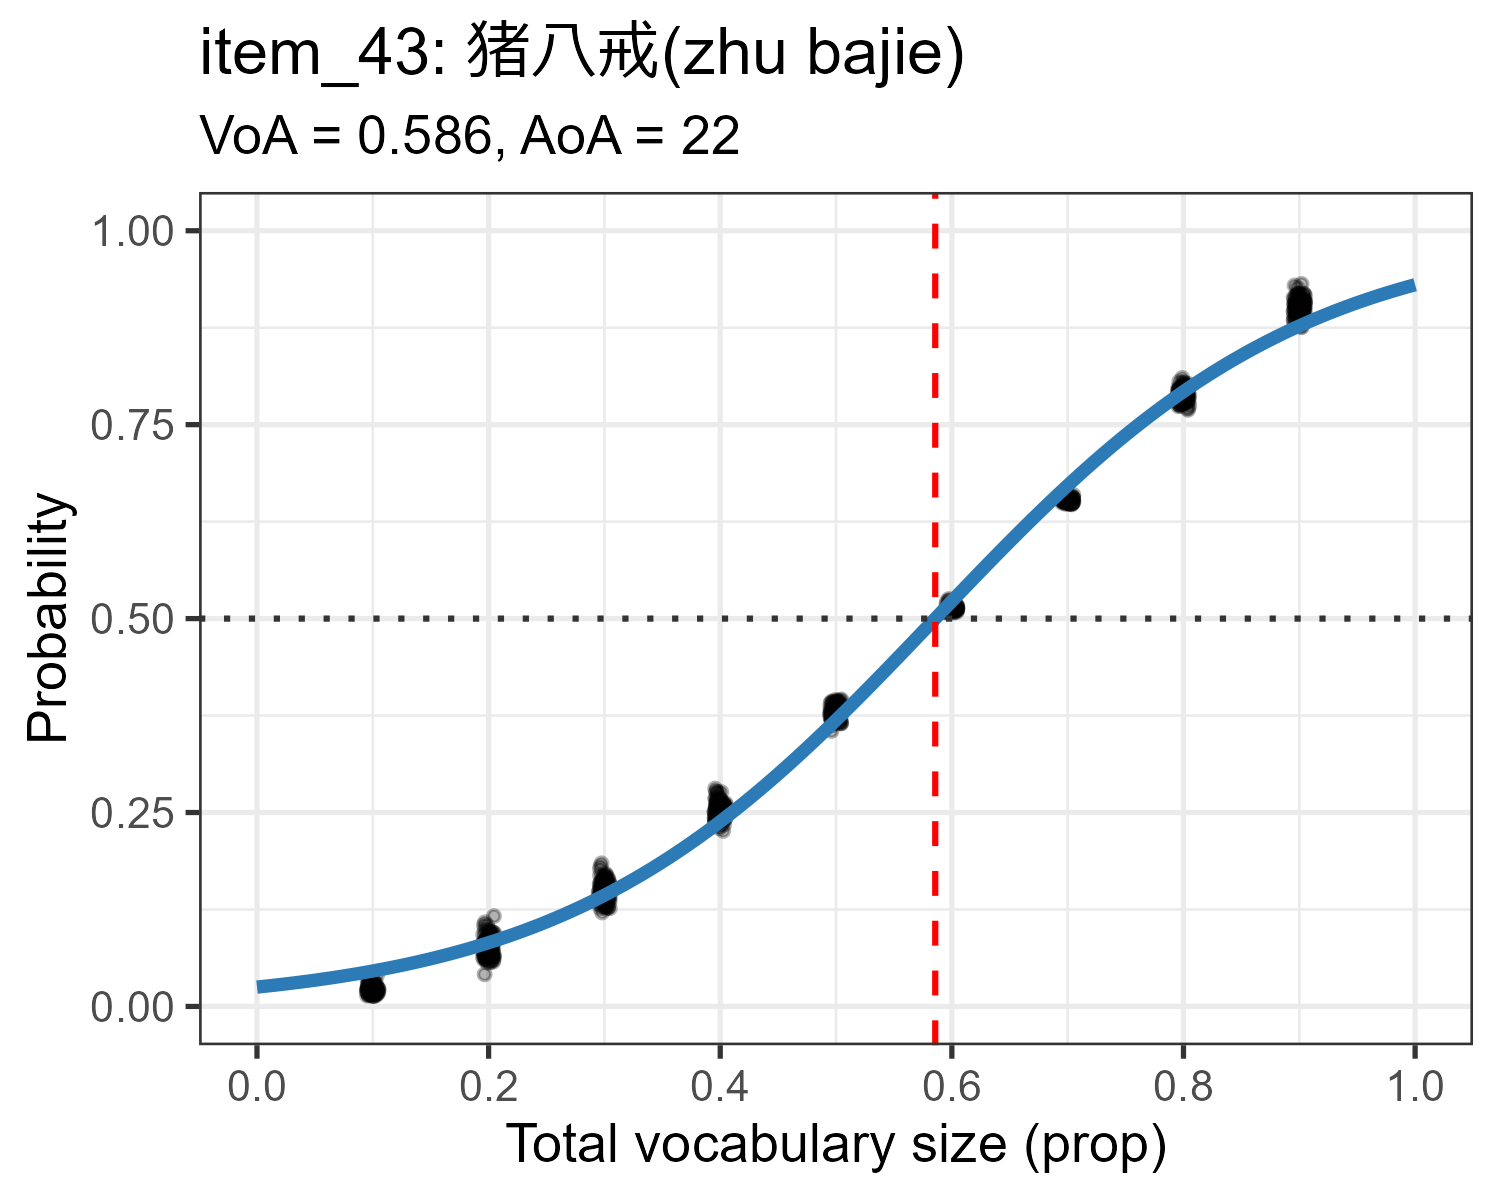 item_43: 猪八戒(zhu bajie)
VoA = 0.586, AoA = 22
1.00
0.75
0.50
0.25
0.00
Probability
0.0 0.2 0.4 0.6 0.8 1.0
Total vocabulary size (prop)